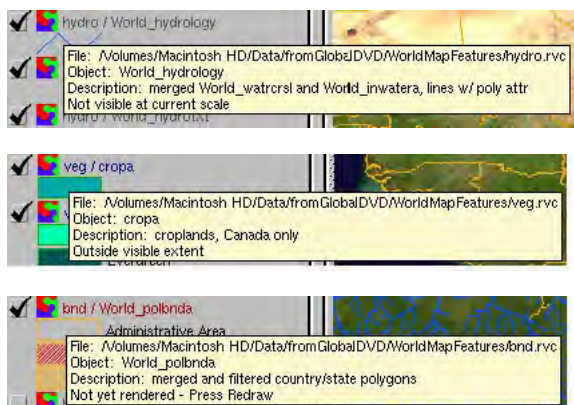 hydro / World_hydrology
File: /Volumes/Macintosh HD/Data/fromGlobalDVD/WorldMapFeatures/hydro.rvc
Object: World_hydrology
Description: merged World_watrcrsl and World_inwatera, lines w/ poly attr
Not visible at current scale
hydro / World_hydrotxt
veg / cropa
File: /Volumes/Macintosh HD/Data/fromGlobalDVD/WorldMapFeatures/veg.rvc
Object: cropa
Description: croplands, Canada only
Outside visible extent
Evergreen
bnd / World_polbnda
Administrative Area
File: /Volumes/Macintosh HD/Data/fromGlobalDVD/WorldMapFeatures/bnd.rvc
Object: World_polbnda
Description: merged and filtered country/state polygons
Not yet rendered - Press Redraw